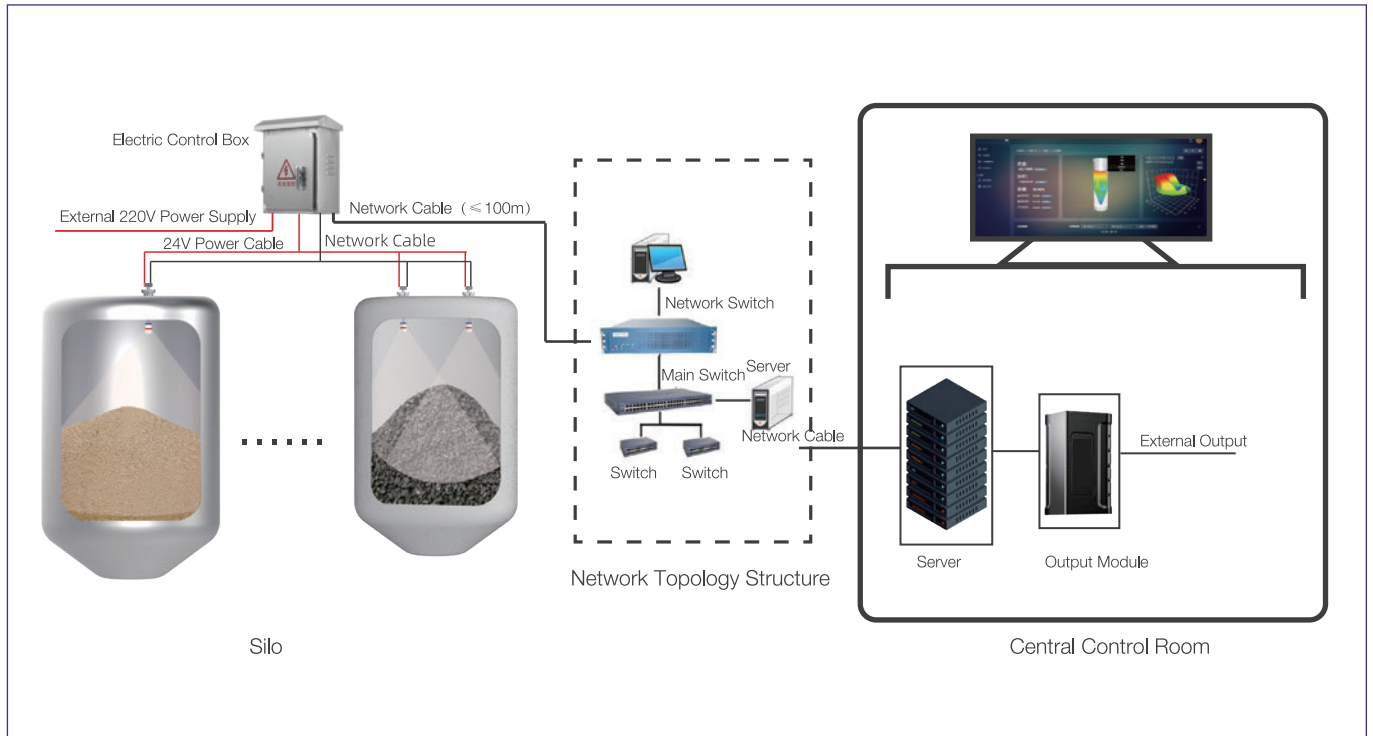 Electric Control Box
External 220V Power Supply
Network Cable（≤100m）
24V Power Cable
Network Cable
Network Switch
Main Switch
Server
Network Cable
Switch
Switch
External Output
Server
Output Module
Network Topology Structure
Silo
Central Control Room